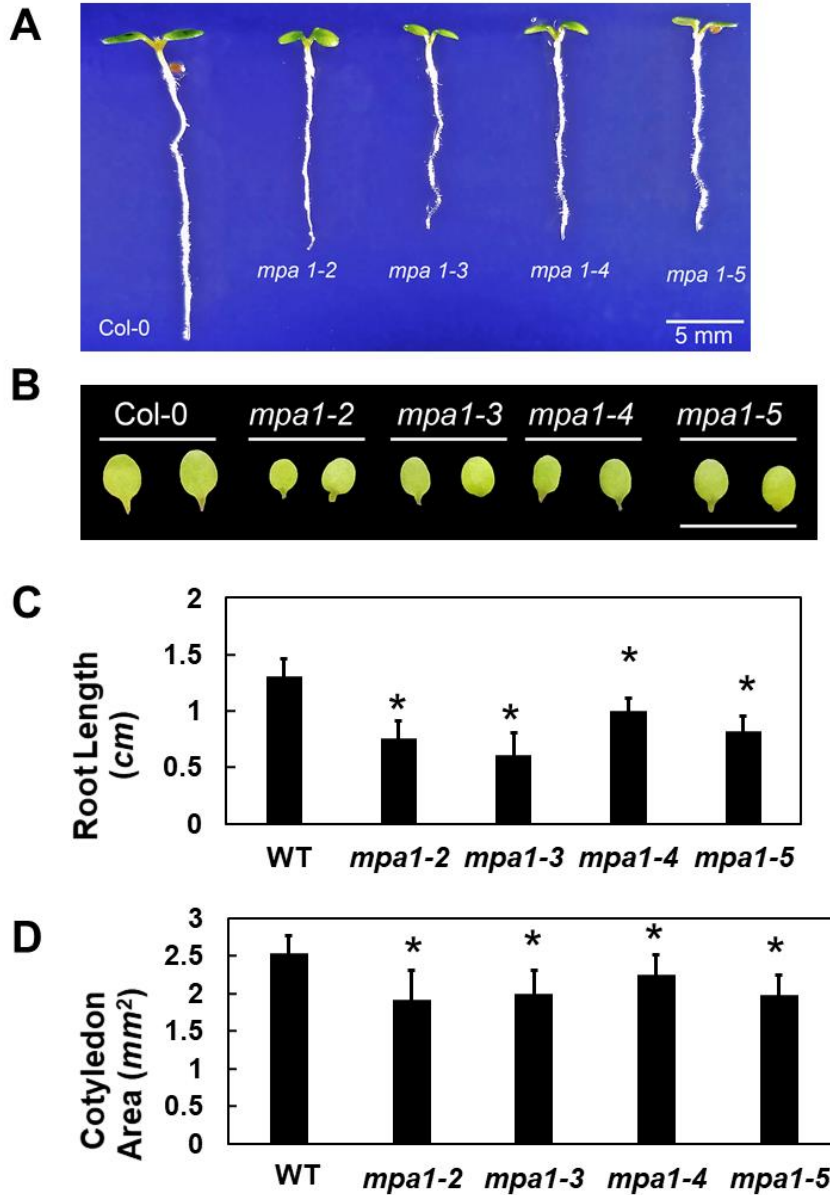 A
mpa 1-2
mpa 1-3
mpa 1-4
mpa 1-5
Col-0
5 mm
B
Col-0
mpa1-2
mpa1-3
mpa1-4
mpa1-5
C
Root Length
(cm)
2
1.5
1
0.5
0
* * * *
WT mpa1-2 mpa1-3 mpa1-4 mpa1-5
D
Cotyledon
Area (mm²)
3
2.5
2
1.5
1
0.5
0
* * * *
WT mpa1-2 mpa1-3 mpa1-4 mpa1-5